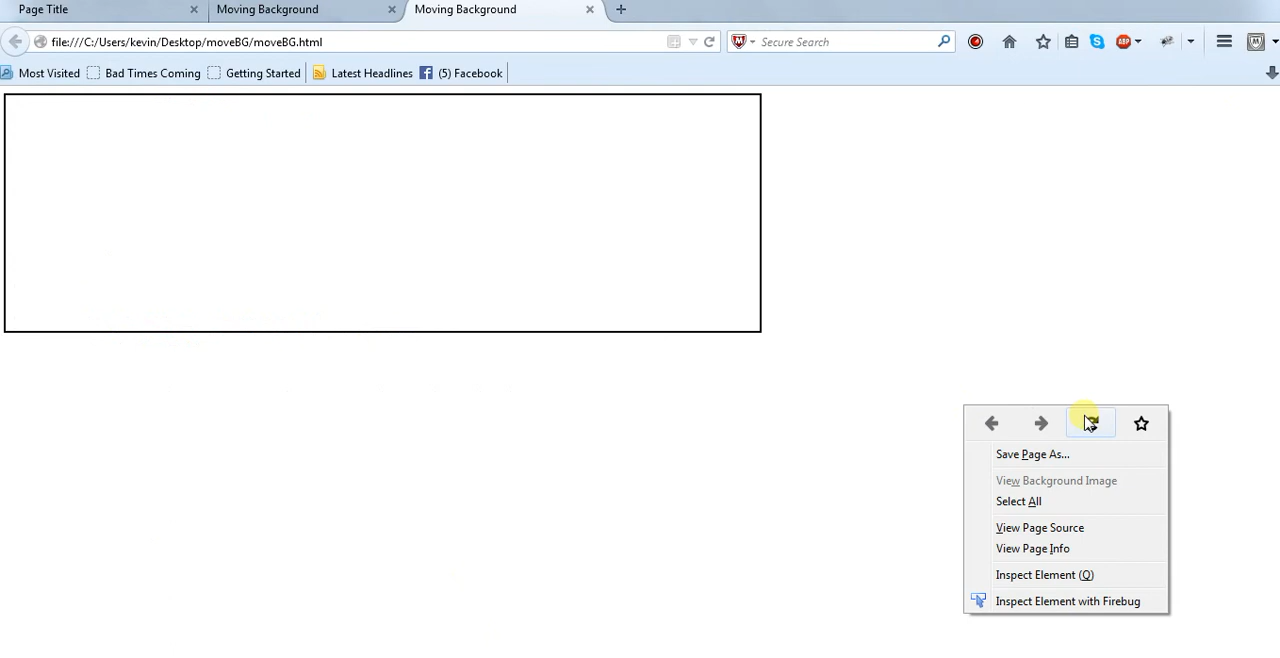 Page Title
Moving Background
Moving Background
file:///C:/Users/kevin/Desktop/moveBG/moveBG.html
Secure Search
ABP
Most Visited
Bad Times Coming
Getting Started
Latest Headlines
(5) Facebook
Save Page As...
View Background Image
Select All
View Page Source
View Page Info
Inspect Element (Q)
Inspect Element with Firebug